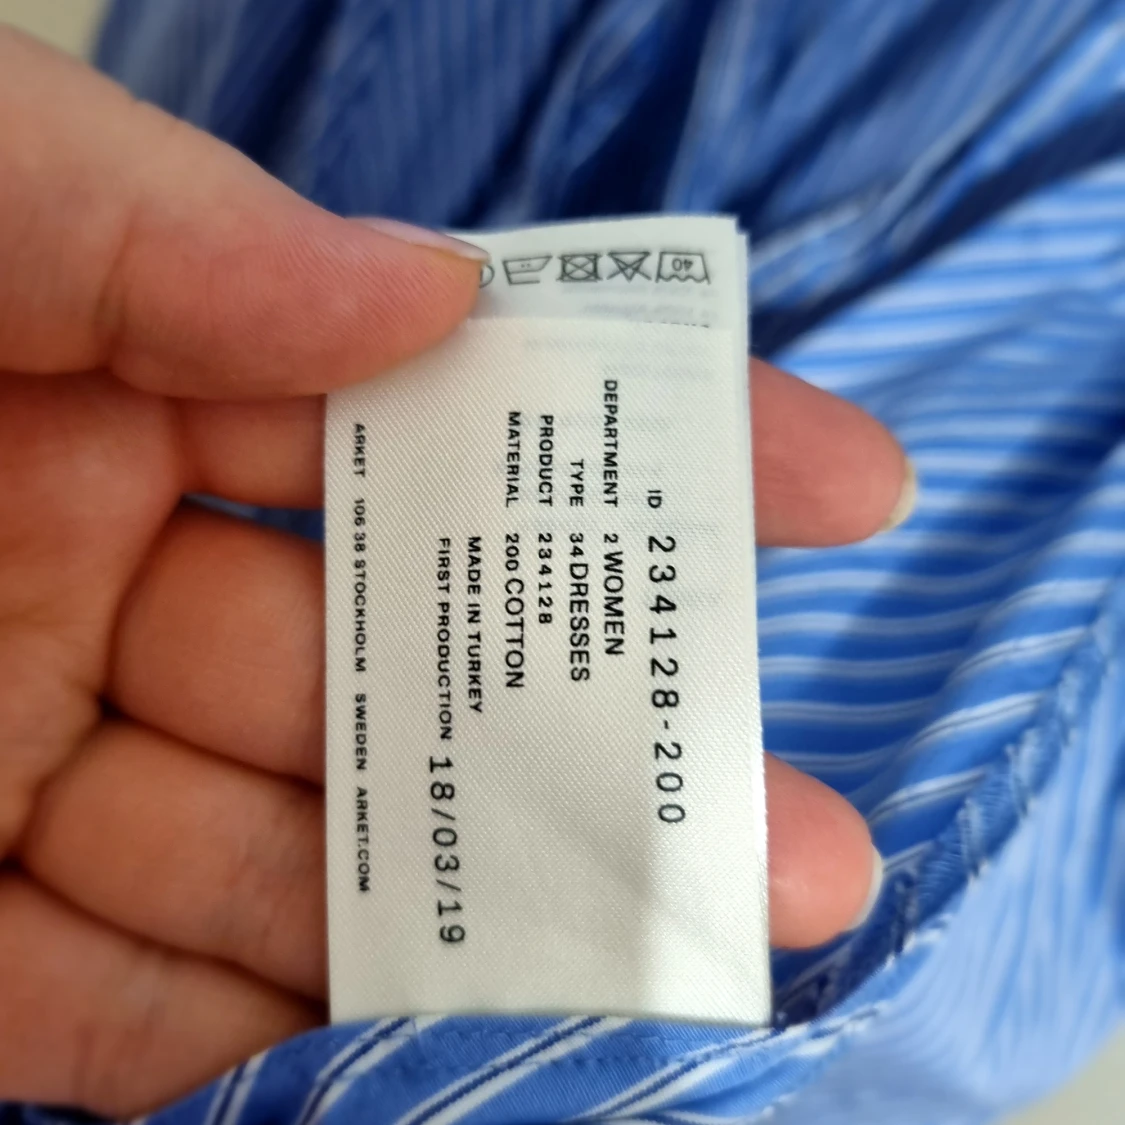 ID 234128-200
DEPARTMENT 2 WOMEN
TYPE 34 DRESSES
PRODUCT 234128
MATERIAL 200 COTTON
MADE IN TURKEY
FIRST PRODUCTION 18/03/19
ARKET 106 38 STOCKHOLM SWEDEN ARKET.COM
40